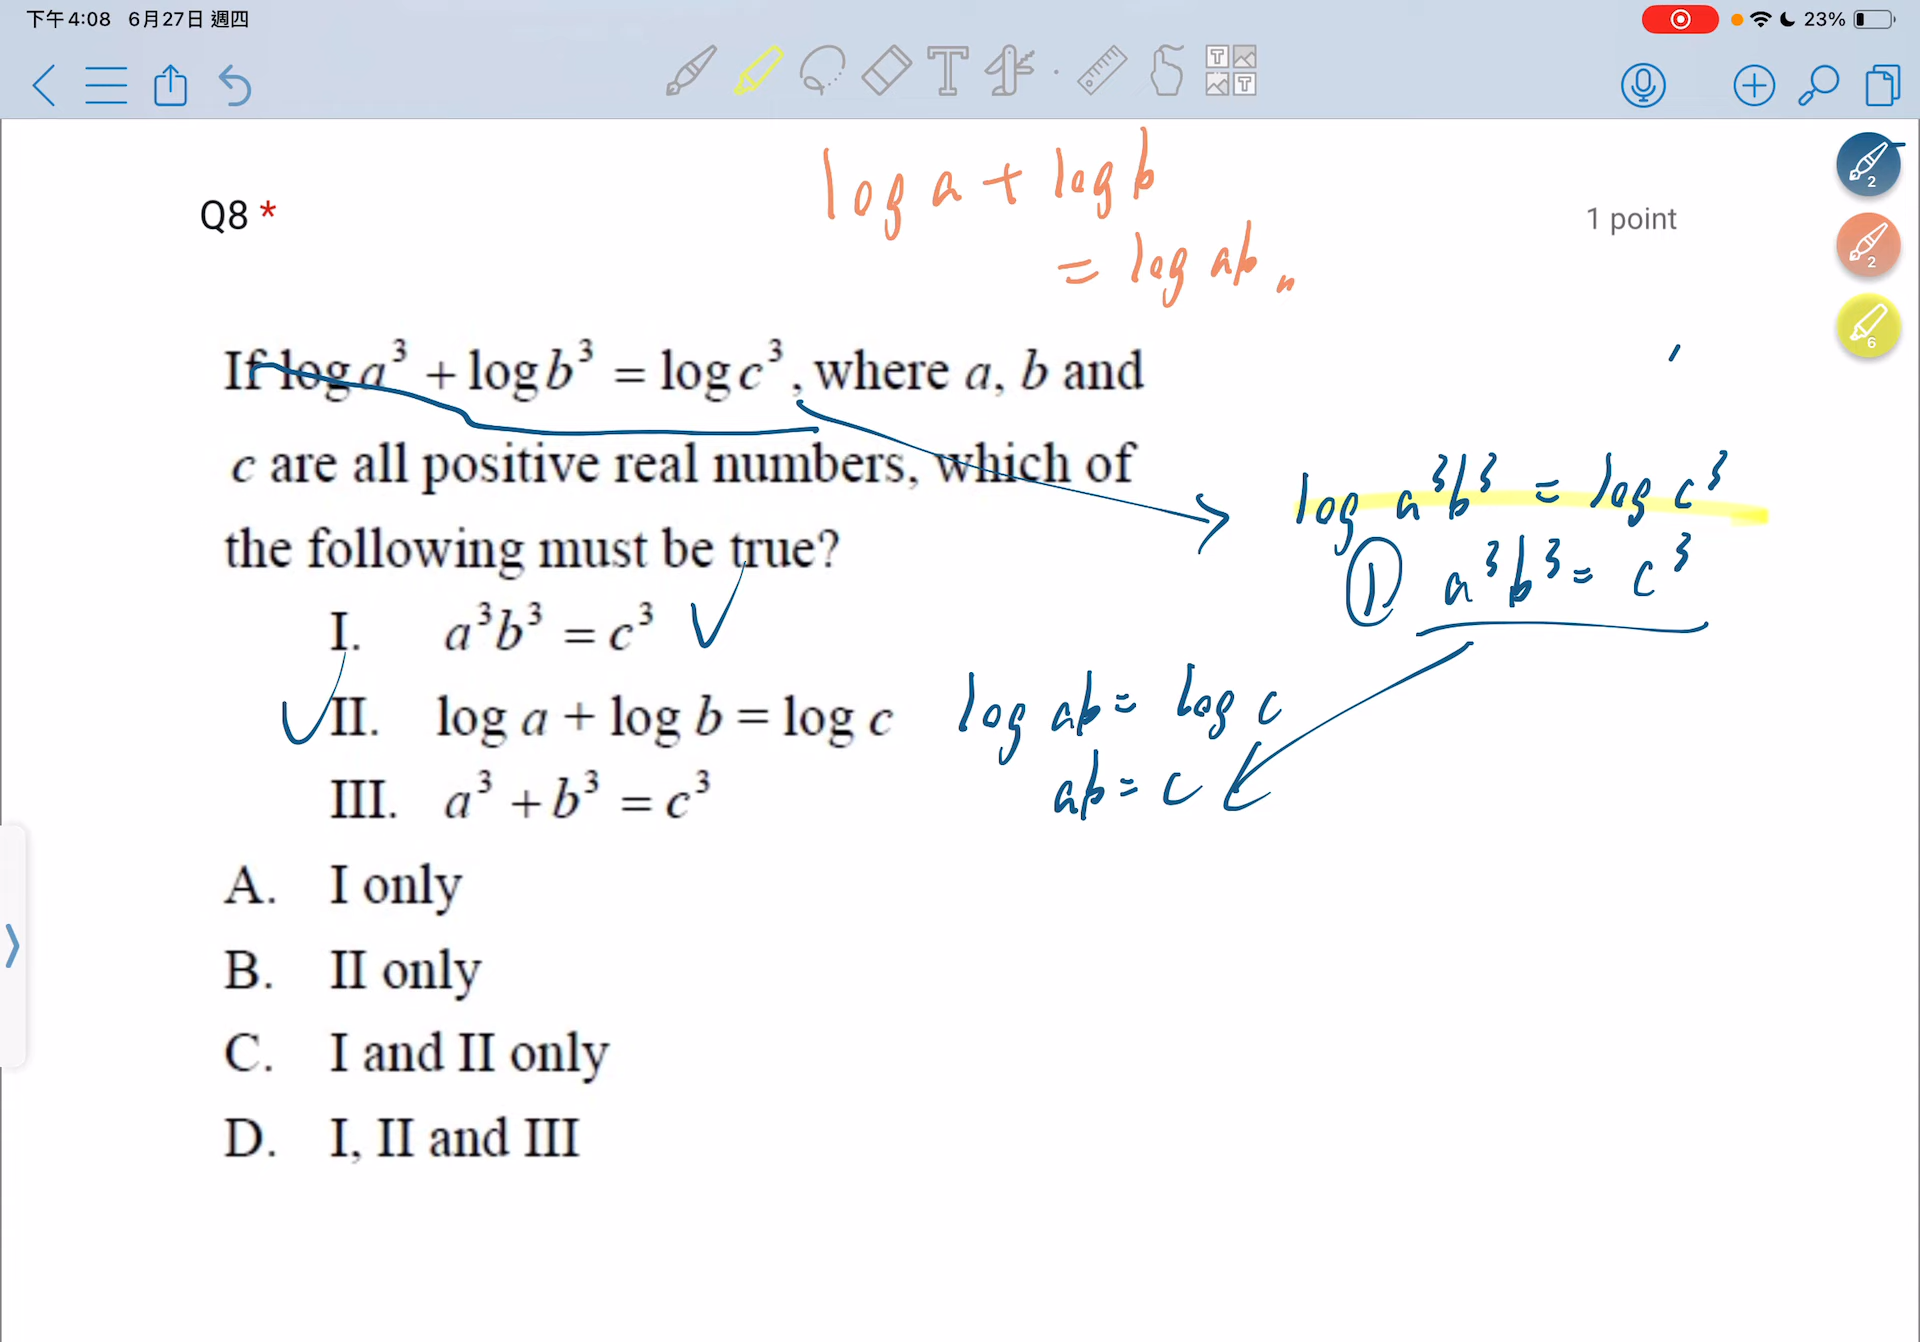 下午4:08 6月27日 週四
23%
log a + log b
= log ab
Q8 *
1 point
If log a³ + log b³ = log c³, where a, b and
c are all positive real numbers, which of
the following must be true?
log a³b³ = log c³
① a³b³ = c³
I. a³b³ = c³ ✓
✓ II. log a + log b = log c
log ab = log c
III. a³ + b³ = c³
ab = c
A. I only
B. II only
C. I and II only
D. I, II and III
2
2
6